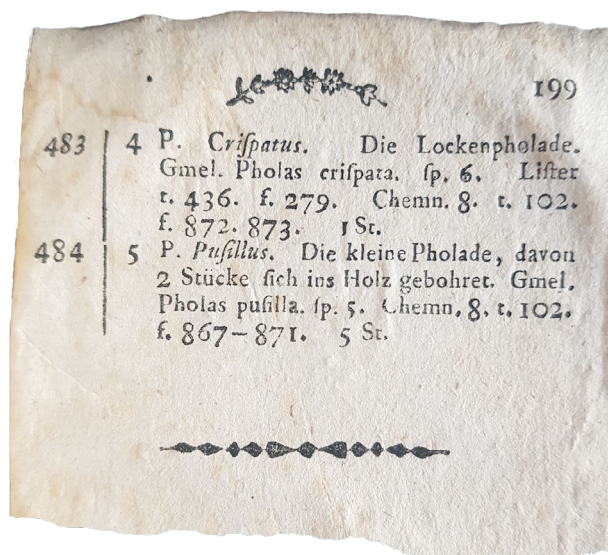 199
483 | 4 P. Criſpatus. Die Lockenpholade.
Gmel. Pholas criſpata. ſp. 6. Liſter
t. 436. f. 279. Chemn. 8. t. 102.
f. 872. 873. 1 St.
484 | 5 P. Puſillus. Die kleine Pholade, davon
2 Stücke ſich ins Holz gebohret. Gmel.
Pholas puſilla. ſp. 5. Chemn. 8. t. 102.
f. 867-871. 5 St.